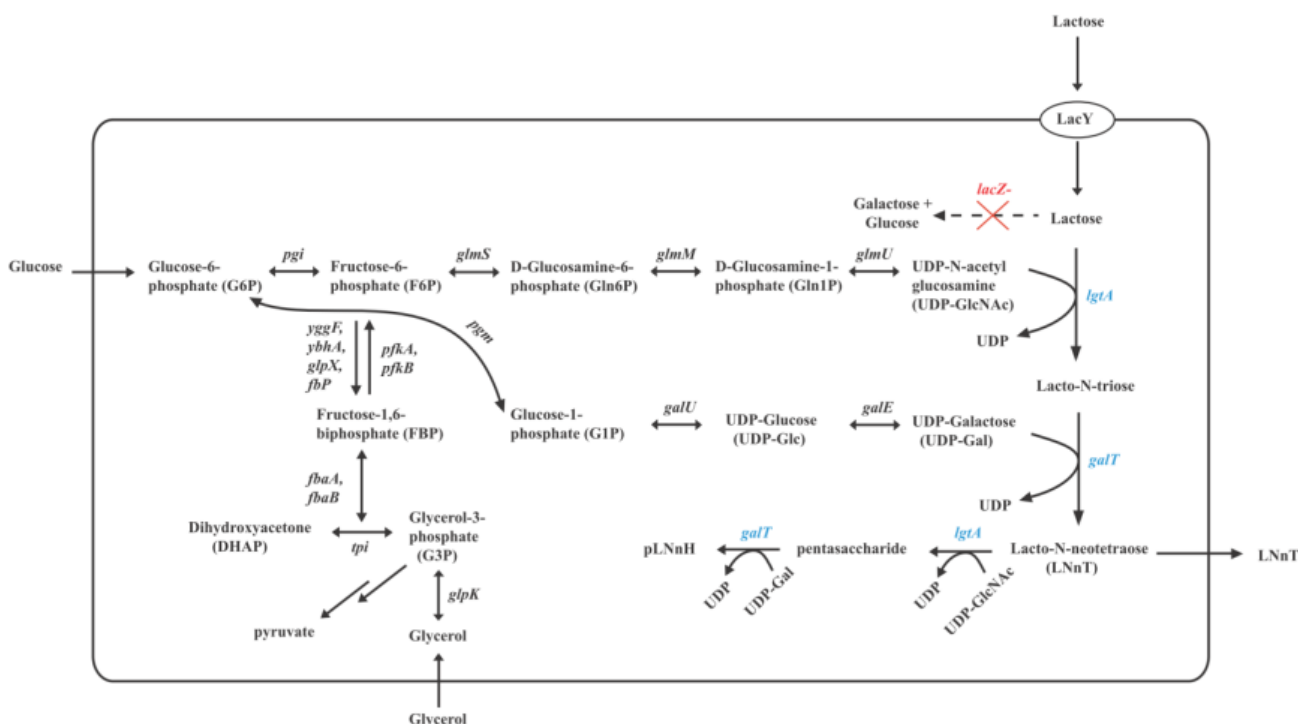 Lactose
LacY
lacZ-
Galactose +
Glucose
Lactose
Glucose
Glucose-6-
phosphate (G6P)
pgi
Fructose-6-
phosphate (F6P)
glmS
D-Glucosamine-6-
phosphate (Gln6P)
glmM
D-Glucosamine-1-
phosphate (Gln1P)
glmU
UDP-N-acetyl
glucosamine
(UDP-GlcNAc)
lgtA
UDP
yggF,
ybhA,
glpX,
fbP
pfkA,
pfkB
pgm
Lacto-N-triose
Fructose-1,6-
biphosphate (FBP)
Glucose-1-
phosphate (G1P)
galU
UDP-Glucose
(UDP-Glc)
galE
UDP-Galactose
(UDP-Gal)
galT
UDP
fbaA,
fbaB
Dihydroxyacetone
(DHAP)
tpi
Glycerol-3-
phosphate
(G3P)
pLNnH
galT
UDP
UDP-Gal
pentasaccharide
lgtA
UDP
UDP-GlcNAc
Lacto-N-neotetraose
(LNnT)
LNnT
glpK
pyruvate
Glycerol
Glycerol